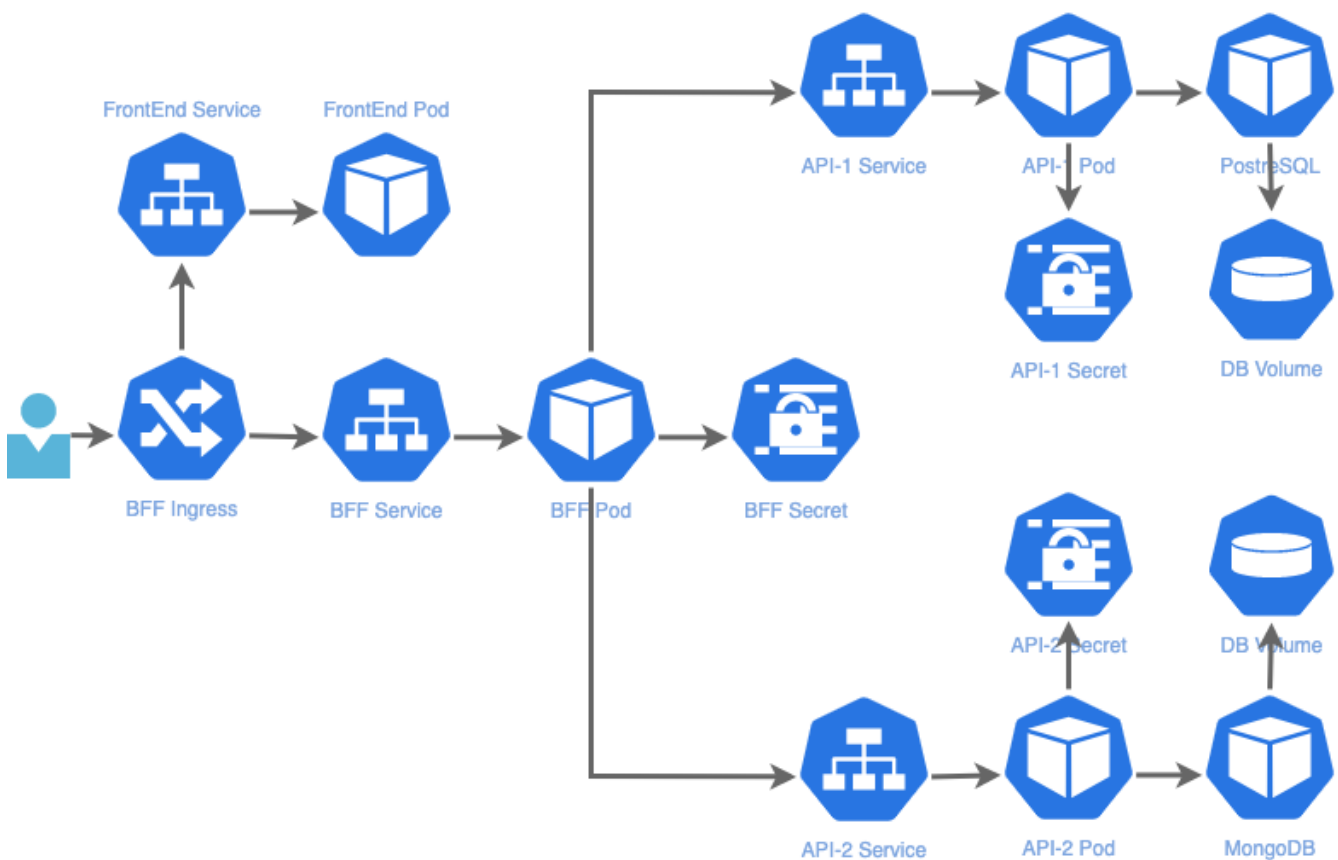 FrontEnd Service
FrontEnd Pod
API-1 Service
API-1 Pod
PostreSQL
API-1 Secret
DB Volume
BFF Ingress
BFF Service
BFF Pod
BFF Secret
API-2 Secret
DB Volume
API-2 Service
API-2 Pod
MongoDB